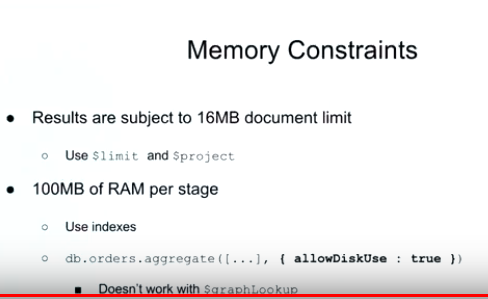 Memory Constraints
● Results are subject to 16MB document limit
○ Use $limit and $project
● 100MB of RAM per stage
○ Use indexes
○ db.orders.aggregate([...], { allowDiskUse : true })
■ Doesn't work with $graphLookup